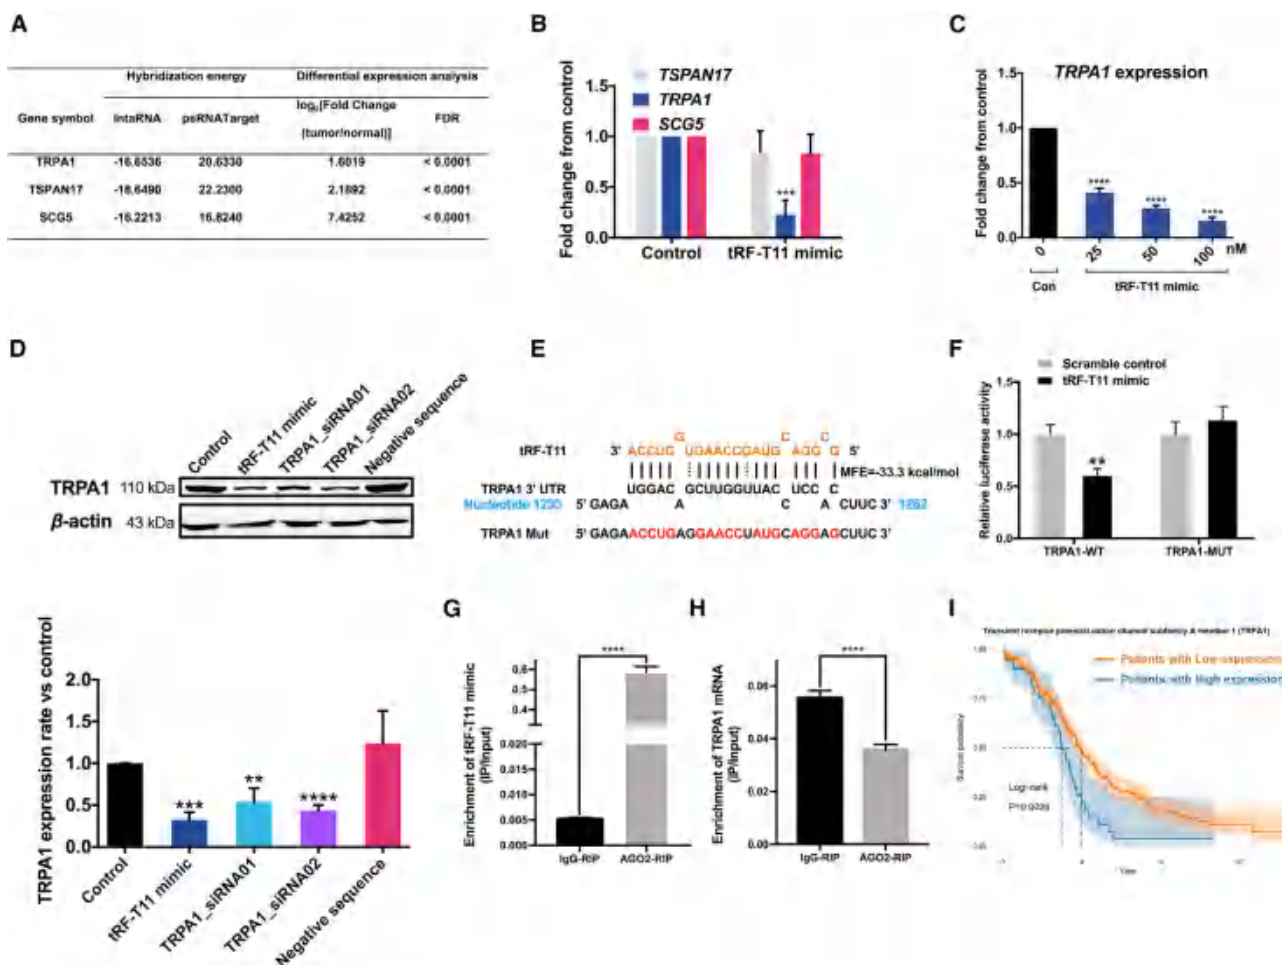 A
Hybridization energy Differential expression analysis
Gene symbol IntaRNA psRNATarget log₂[Fold Change FDR
[tumor/normal)]
TRPA1 -16.6536 20.6330 1.6019 < 0.0001
TSPAN17 -18.6490 22.2300 2.1892 < 0.0001
SCG5 -16.2213 16.8240 7.4252 < 0.0001
B
Fold change from control
1.5
1.0
0.5
0.0
TSPAN17
TRPA1
SCG5
***
Control tRF-T11 mimic
C
TRPA1 expression
Fold change from control
1.5
1.0
0.5
0.0
**** **** ****
0 25 50 100 nM
Con tRF-T11 mimic
D
Control
tRF-T11 mimic
TRPA1_siRNA01
TRPA1_siRNA02
Negative sequence
TRPA1 110 kDa
β-actin 43 kDa
TRPA1 expression rate vs control
2.0
1.5
1.0
0.5
0.0
*** ** ****
Control
tRF-T11 mimic
TRPA1_siRNA01
TRPA1_siRNA02
Negative sequence
E
G C C
tRF-T11 3' ACCUG UGAACCGAUG AGG G 5'
MFE=-33.3 kcal/mol
TRPA1 3' UTR UGGAC GCUUGGUUAC UCC C
Nucleotide 5' GAGA A C A CUUC 3'
TRPA1 Mut 5' GAGAACCUGAGGAACCUAUGCAGGAGCUUC 3'
F
Scramble control
tRF-T11 mimic
Relative luciferase activity
1.5
1.0
0.5
0.0
**
TRPA1-WT TRPA1-MUT
G
Enrichment of tRF-T11 mimic
(IP/Input)
****
0.6
0.5
0.4
0.020
0.015
0.010
0.005
0.000
IgG-RIP AGO2-RIP
H
Enrichment of TRPA1 mRNA
(IP/Input)
****
0.06
0.04
0.02
0.00
IgG-RIP AGO2-RIP
I
Transient receptor potential cation channel subfamily A member 1 (TRPA1)
Patients with Low expression
Patients with High expression
Survival probability
Log-rank